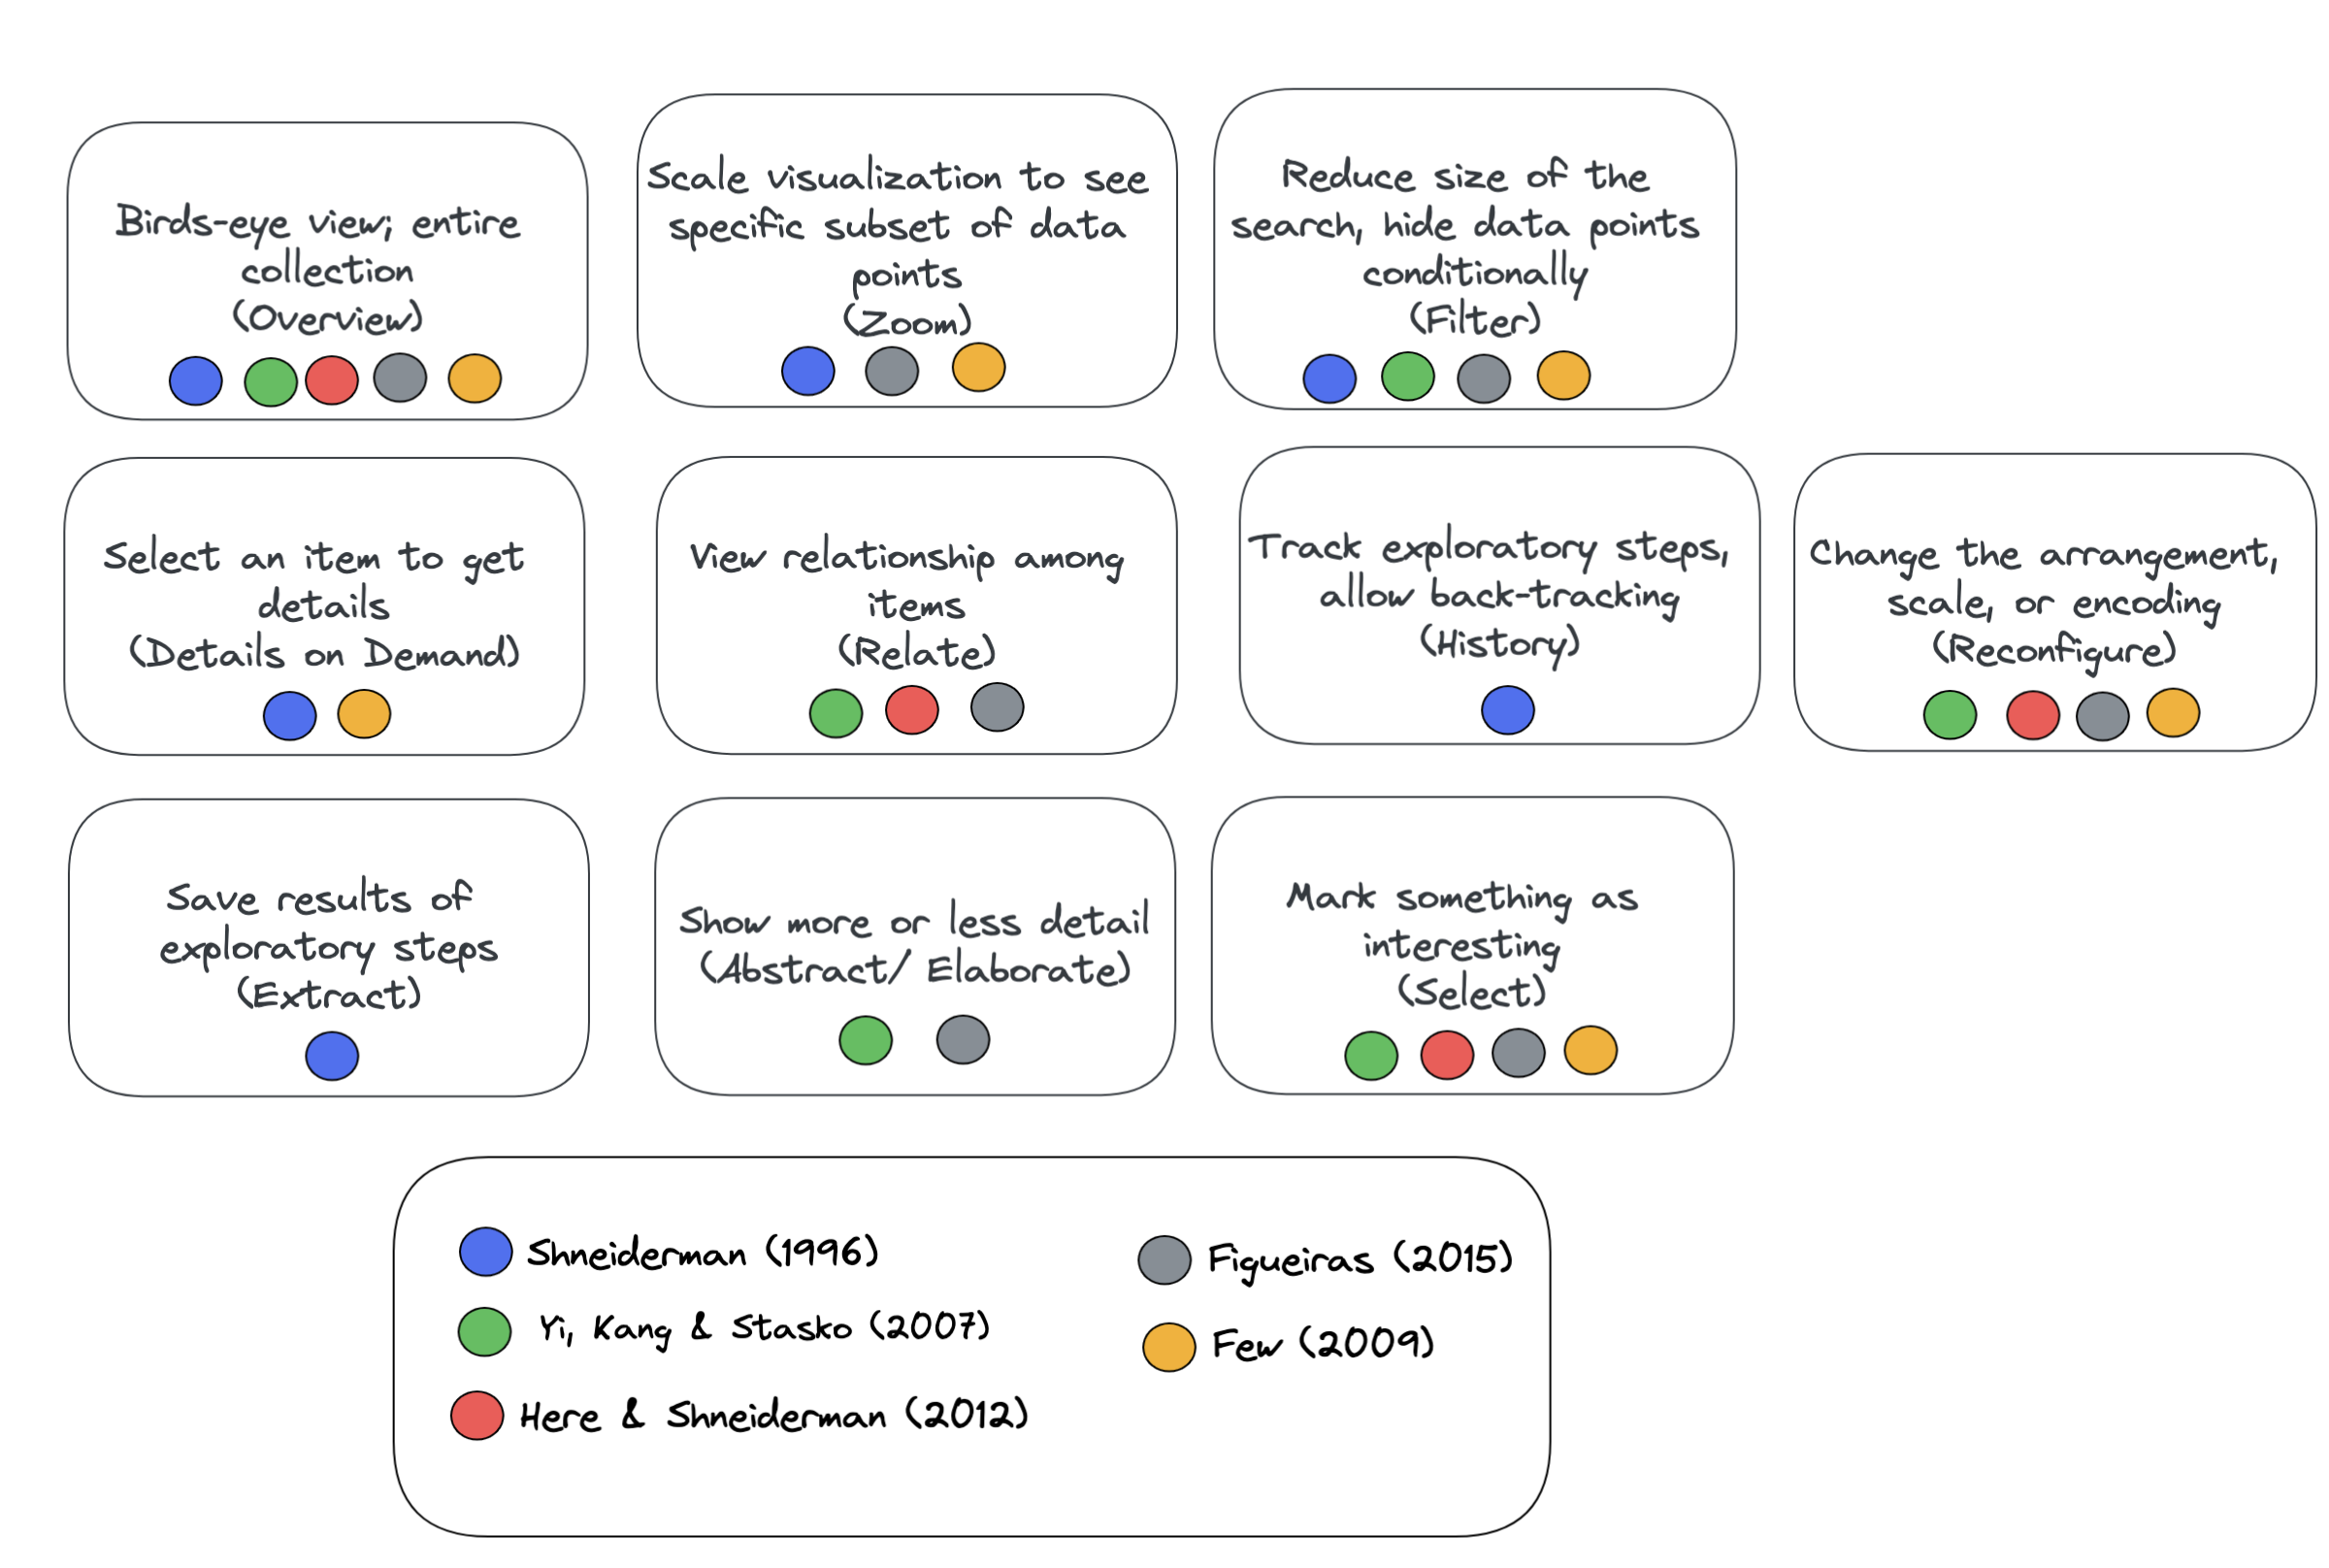 Birds-eye view; entire
collection
(Overview)
Scale visualization to see
specific subset of data
points
(Zoom)
Reduce size of the
search, hide data points
conditionally
(Filter)
Select an item to get
details
(Details on Demand)
View relationship among
items
(Relate)
Track exploratory steps,
allow back-tracking
(History)
Change the arrangement,
scale, or encoding
(Reconfigure)
Save results of
exploratory steps
(Extract)
Show more or less detail
(Abstract/ Elaborate)
Mark something as
interesting
(Select)
Shneiderman (1996)
Yi, Kang & Stasko (2007)
Here & Shneiderman (2012)
Figueiras (2015)
Few (2009)